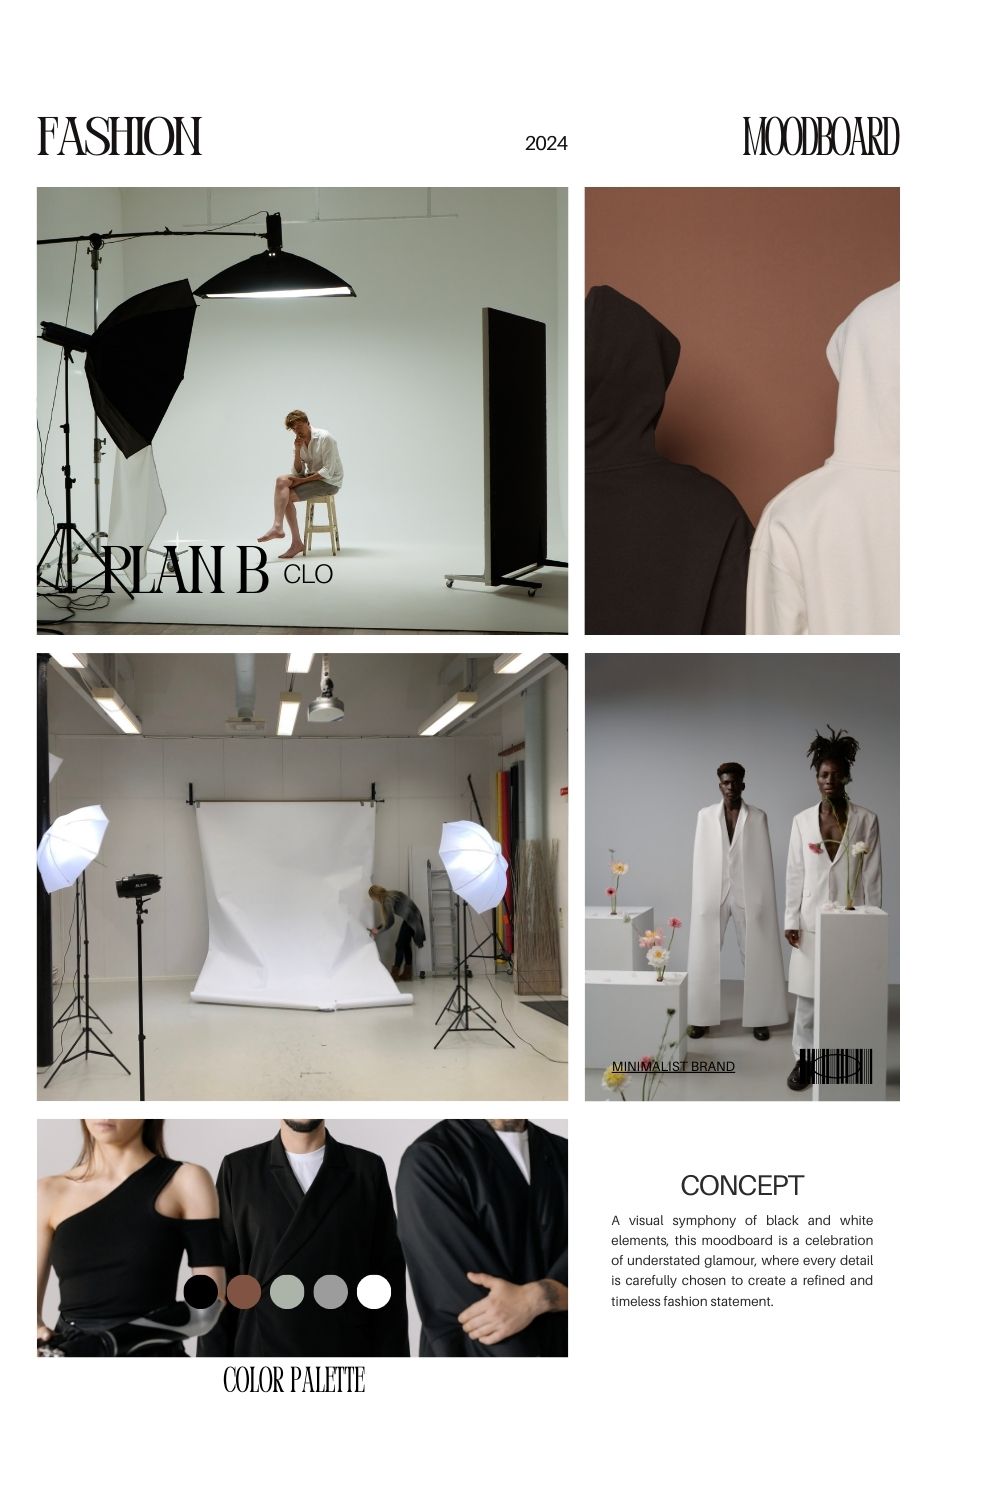 FASHION
2024
MOODBOARD
PLAN B CLO
MINIMALIST BRAND
CONCEPT
A visual symphony of black and white
elements, this moodboard is a celebration
of understated glamour, where every detail
is carefully chosen to create a refined and
timeless fashion statement.
COLOR PALETTE